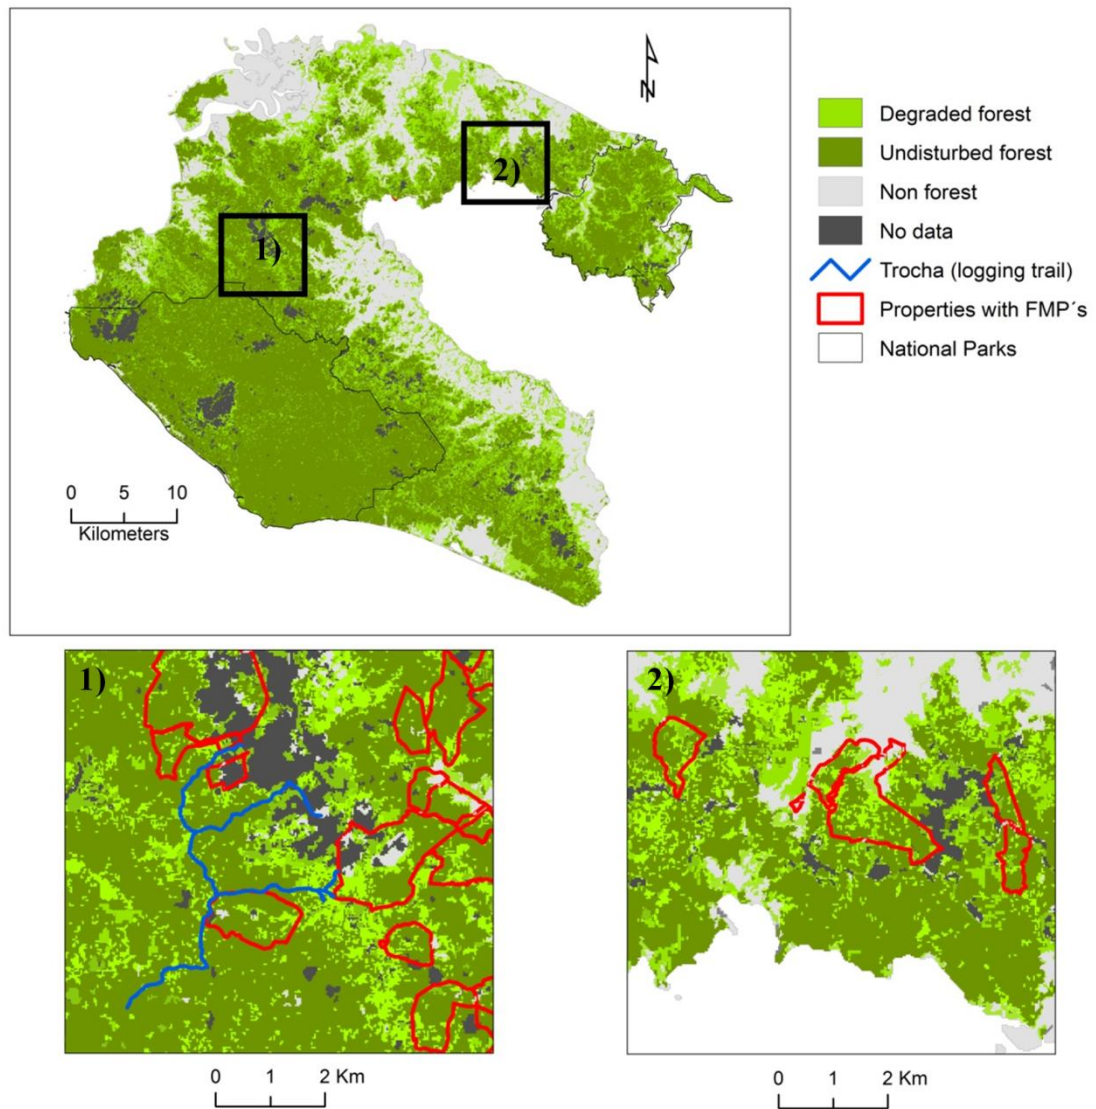 N
2)
1)
0 5 10
Kilometers
Degraded forest
Undisturbed forest
Non forest
No data
Trocha (logging trail)
Properties with FMP´s
National Parks
1)
2)
0 1 2 Km
0 1 2 Km